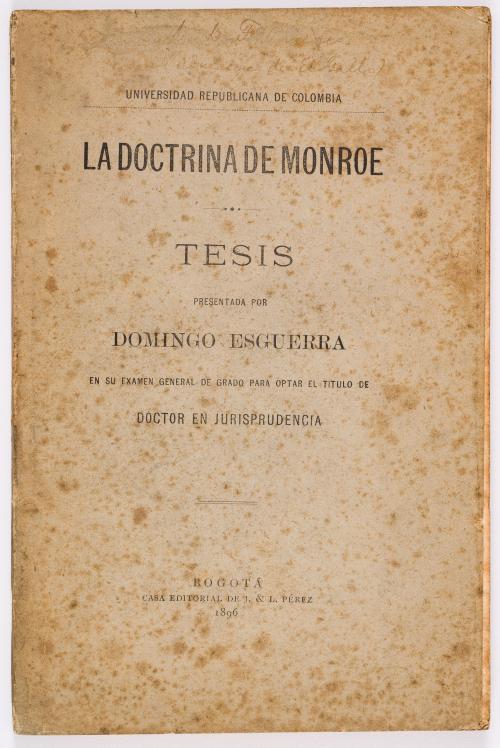 UNIVERSIDAD REPUBLICANA DE COLOMBIA
LA DOCTRINA DE MONROE
TESIS
PRESENTADA POR
DOMINGO ESGUERRA
EN SU EXAMEN GENERAL DE GRADO PARA OPTAR EL TITULO DE
DOCTOR EN JURISPRUDENCIA
BOGOTÁ
CASA EDITORIAL DE J. & L. PÉREZ
1896